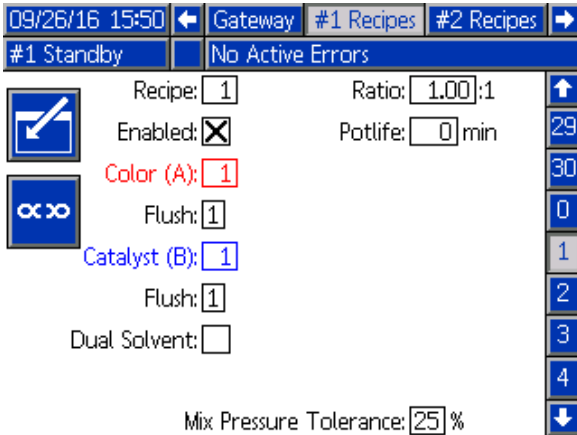 09/26/16 15:50 Gateway #1 Recipes #2 Recipes
#1 Standby No Active Errors
Recipe: 1 Ratio: 1.00:1
Enabled: Potlife: 0 min
Color (A): 1
Flush: 1
Catalyst (B): 1
Flush: 1
Dual Solvent:
Mix Pressure Tolerance: 25 %
29
30
0
1
2
3
4